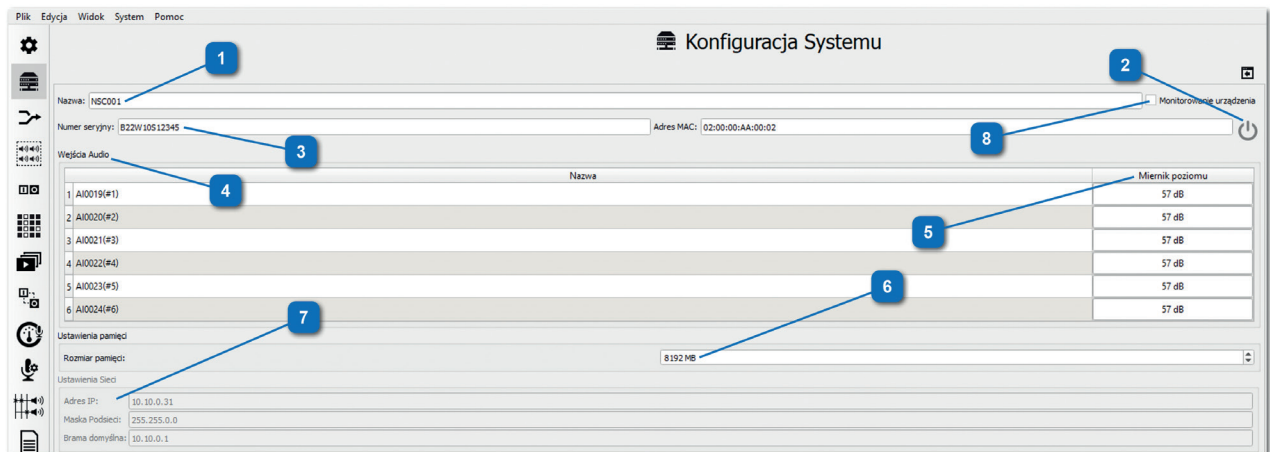 Plik Edycja Widok System Pomoc
Konfiguracja Systemu
1
2
Nazwa: NSC001
Monitorowanie urządzenia
Numer seryjny: B22W10512345
Adres MAC: 02:00:00:AA:00:02
3
8
Wejścia Audio
4
Nazwa Miernik poziomu
1 AI0019(#1) 57 dB
2 AI0020(#2) 57 dB
5
3 AI0021(#3) 57 dB
4 AI0022(#4) 57 dB
5 AI0023(#5) 57 dB
6
6 AI0024(#6) 57 dB
7
Ustawienia pamięci
Rozmiar pamięci: 8192 MB
Ustawienia Sieci
Adres IP: 10.10.0.31
Maska Podsieci: 255.255.0.0
Brama domyślna: 10.10.0.1